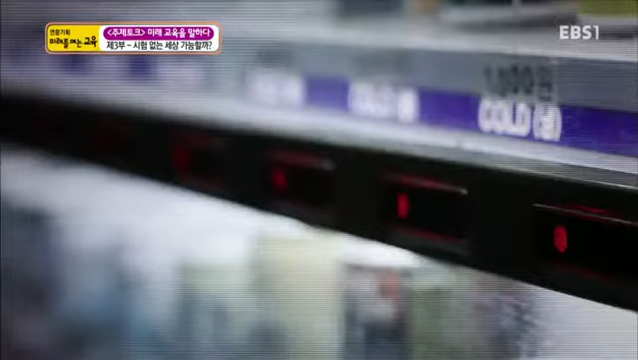 연중기획
미래를 여는 교육
<주제토크> 미래 교육을 말하다
제3부 - 시험 없는 세상 가능할까?
EBS1
1,000원
COLD (냉)